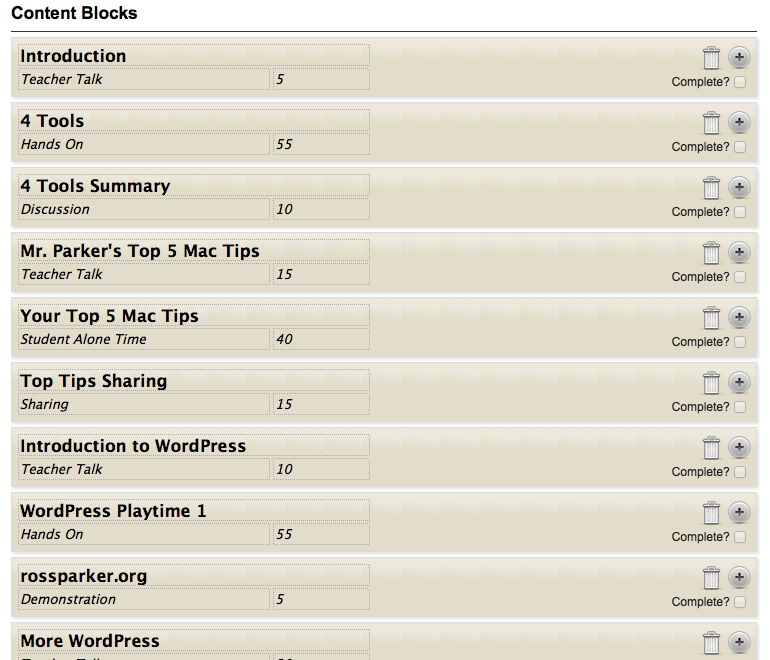 Content Blocks
Introduction
Teacher Talk 5
Complete?
4 Tools
Hands On 55
Complete?
4 Tools Summary
Discussion 10
Complete?
Mr. Parker's Top 5 Mac Tips
Teacher Talk 15
Complete?
Your Top 5 Mac Tips
Student Alone Time 40
Complete?
Top Tips Sharing
Sharing 15
Complete?
Introduction to WordPress
Teacher Talk 10
Complete?
WordPress Playtime 1
Hands On 55
Complete?
rossparker.org
Demonstration 5
Complete?
More WordPress